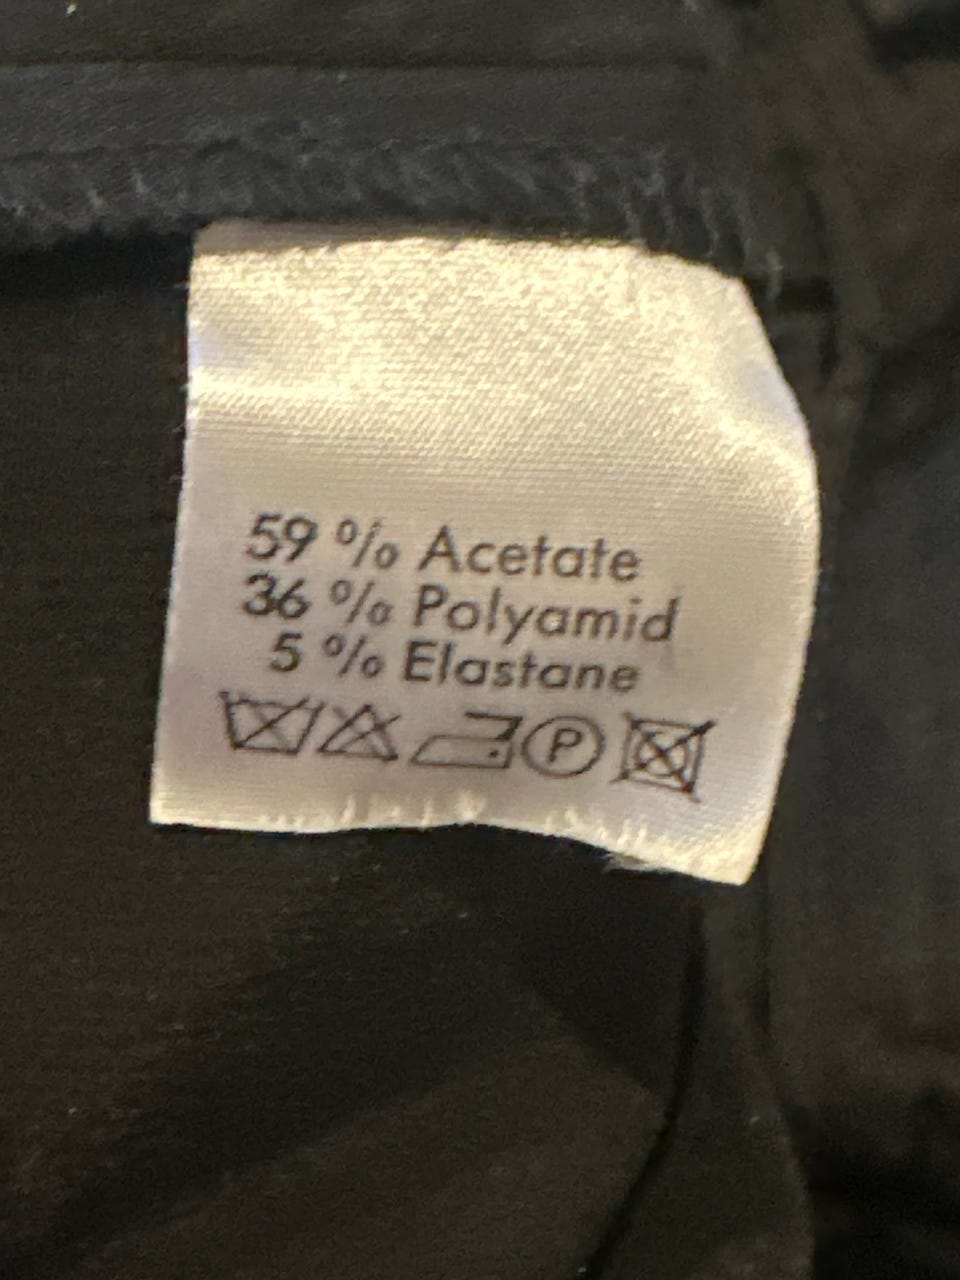 59 % Acetate
36 % Polyamid
5 % Elastane
P